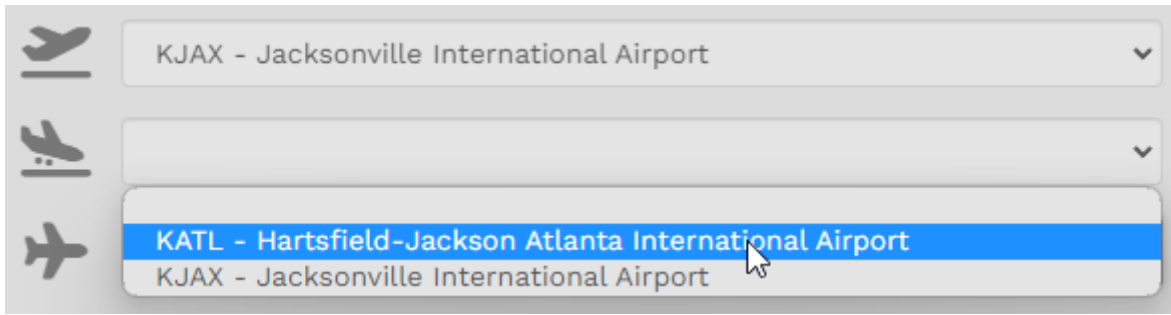 KJAX - Jacksonville International Airport
KATL - Hartsfield-Jackson Atlanta International Airport
KJAX - Jacksonville International Airport